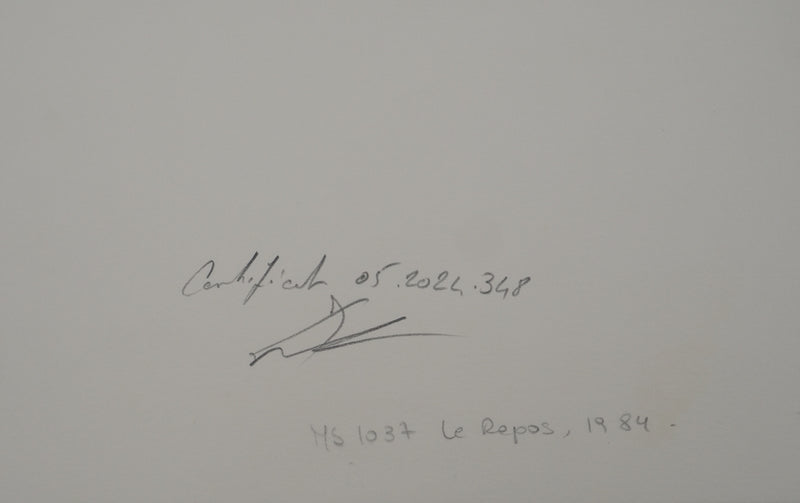 Certificat 05.2024.348
MS 1037 Le Repos, 1984.